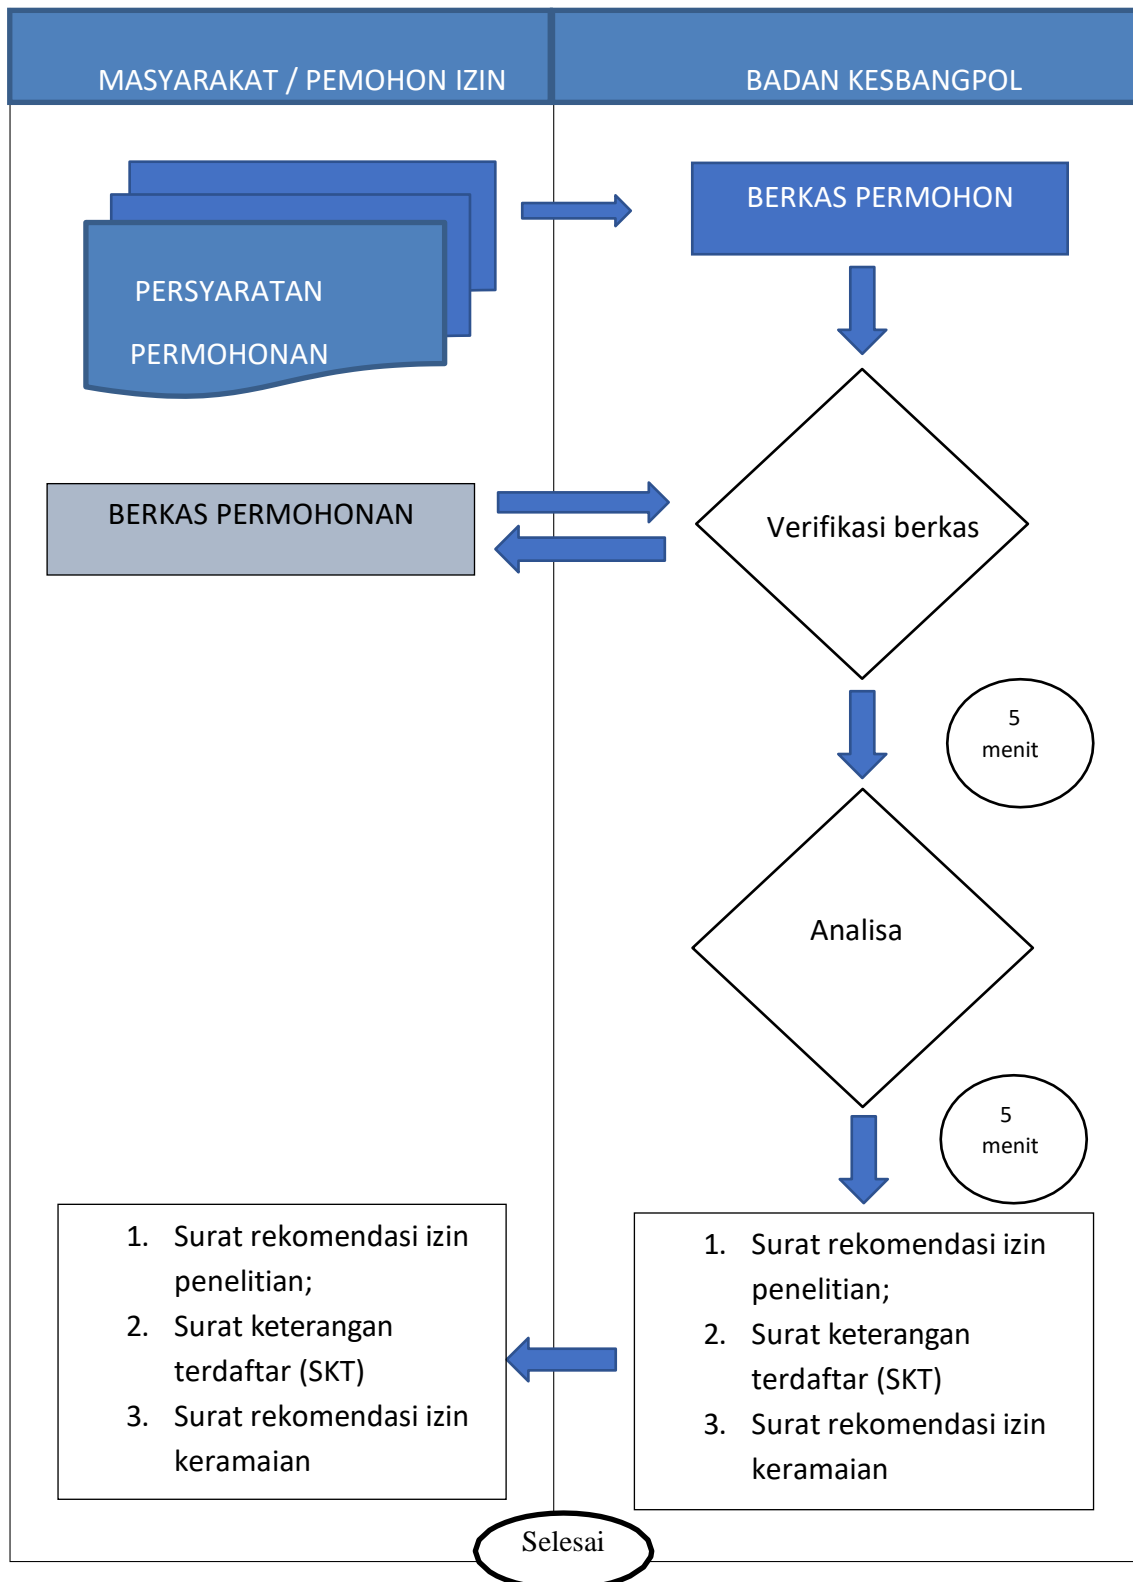 MASYARAKAT / PEMOHON IZIN
BADAN KESBANGPOL
PERSYARATAN
PERMOHONAN
BERKAS PERMOHON
BERKAS PERMOHONAN
Verifikasi berkas
5
menit
Analisa
5
menit
1. Surat rekomendasi izin
penelitian;
2. Surat keterangan
terdaftar (SKT)
3. Surat rekomendasi izin
keramaian
1. Surat rekomendasi izin
penelitian;
2. Surat keterangan
terdaftar (SKT)
3. Surat rekomendasi izin
keramaian
Selesai